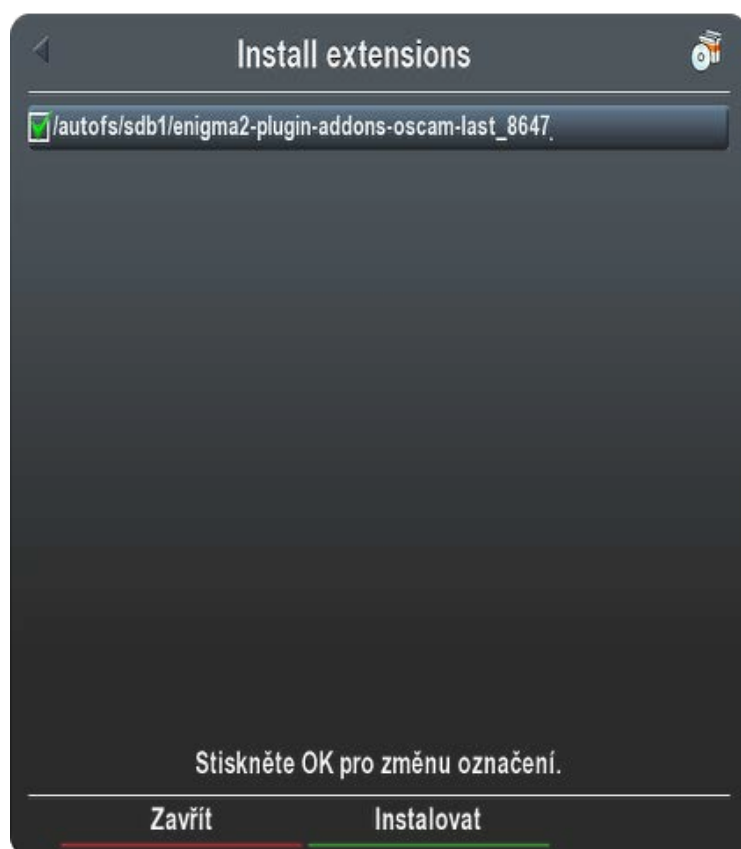 Install extensions
/autofs/sdb1/enigma2-plugin-addons-oscam-last_8647.
Stiskněte OK pro změnu označení.
Zavřít
Instalovat